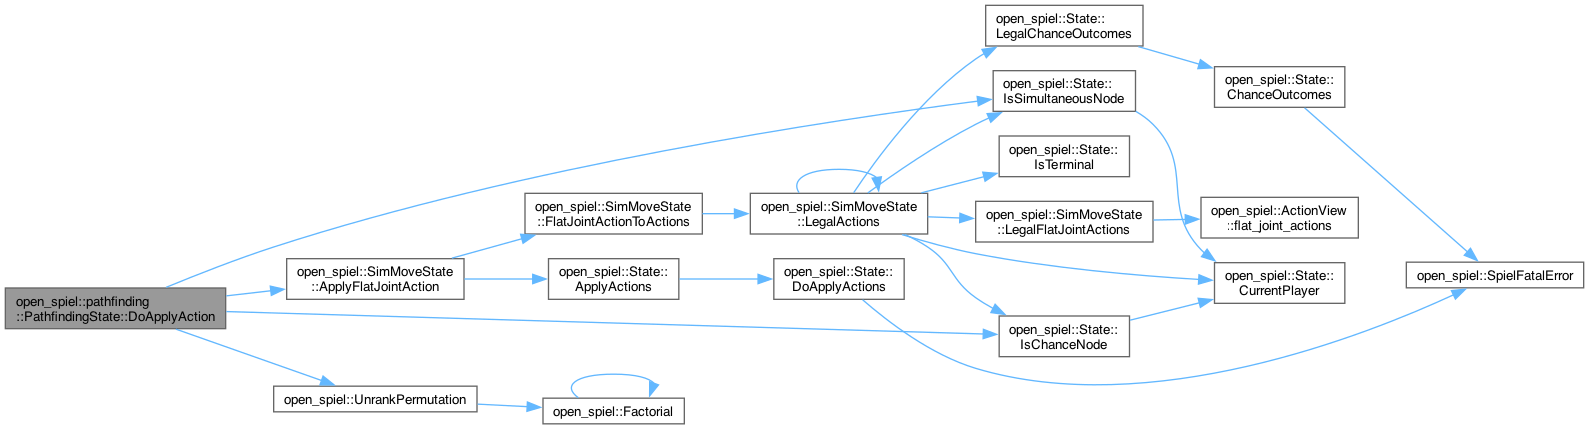 open_spiel::State::
LegalChanceOutcomes
open_spiel::State::
ChanceOutcomes
open_spiel::State::
IsSimultaneousNode
open_spiel::State::
IsTerminal
open_spiel::SimMoveState
::FlatJointActionToActions
open_spiel::SimMoveState
::LegalActions
open_spiel::SimMoveState
::LegalFlatJointActions
open_spiel::ActionView
::flat_joint_actions
open_spiel::SimMoveState
::ApplyFlatJointAction
open_spiel::State::
ApplyActions
open_spiel::State::
DoApplyActions
open_spiel::State::
CurrentPlayer
open_spiel::SpielFatalError
open_spiel::pathfinding
::PathfindingState::DoApplyAction
open_spiel::State::
IsChanceNode
open_spiel::UnrankPermutation
open_spiel::Factorial